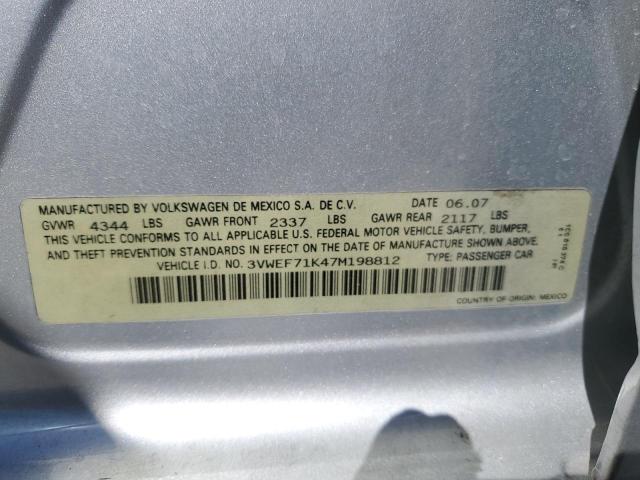 MANUFACTURED BY VOLKSWAGEN DE MEXICO S.A. DE C.V. DATE 06.07
GVWR 4344 LBS GAWR FRONT 2337 LBS GAWR REAR 2117 LBS
THIS VEHICLE CONFORMS TO ALL APPLICABLE U.S. FEDERAL MOTOR VEHICLE SAFETY, BUMPER,
AND THEFT PREVENTION STANDARDS IN EFFECT ON THE DATE OF MANUFACTURE SHOWN ABOVE.
VEHICLE I.D. NO. 3VWEF71K47M198812 TYPE: PASSENGER CAR
COUNTRY OF ORIGIN: MEXICO